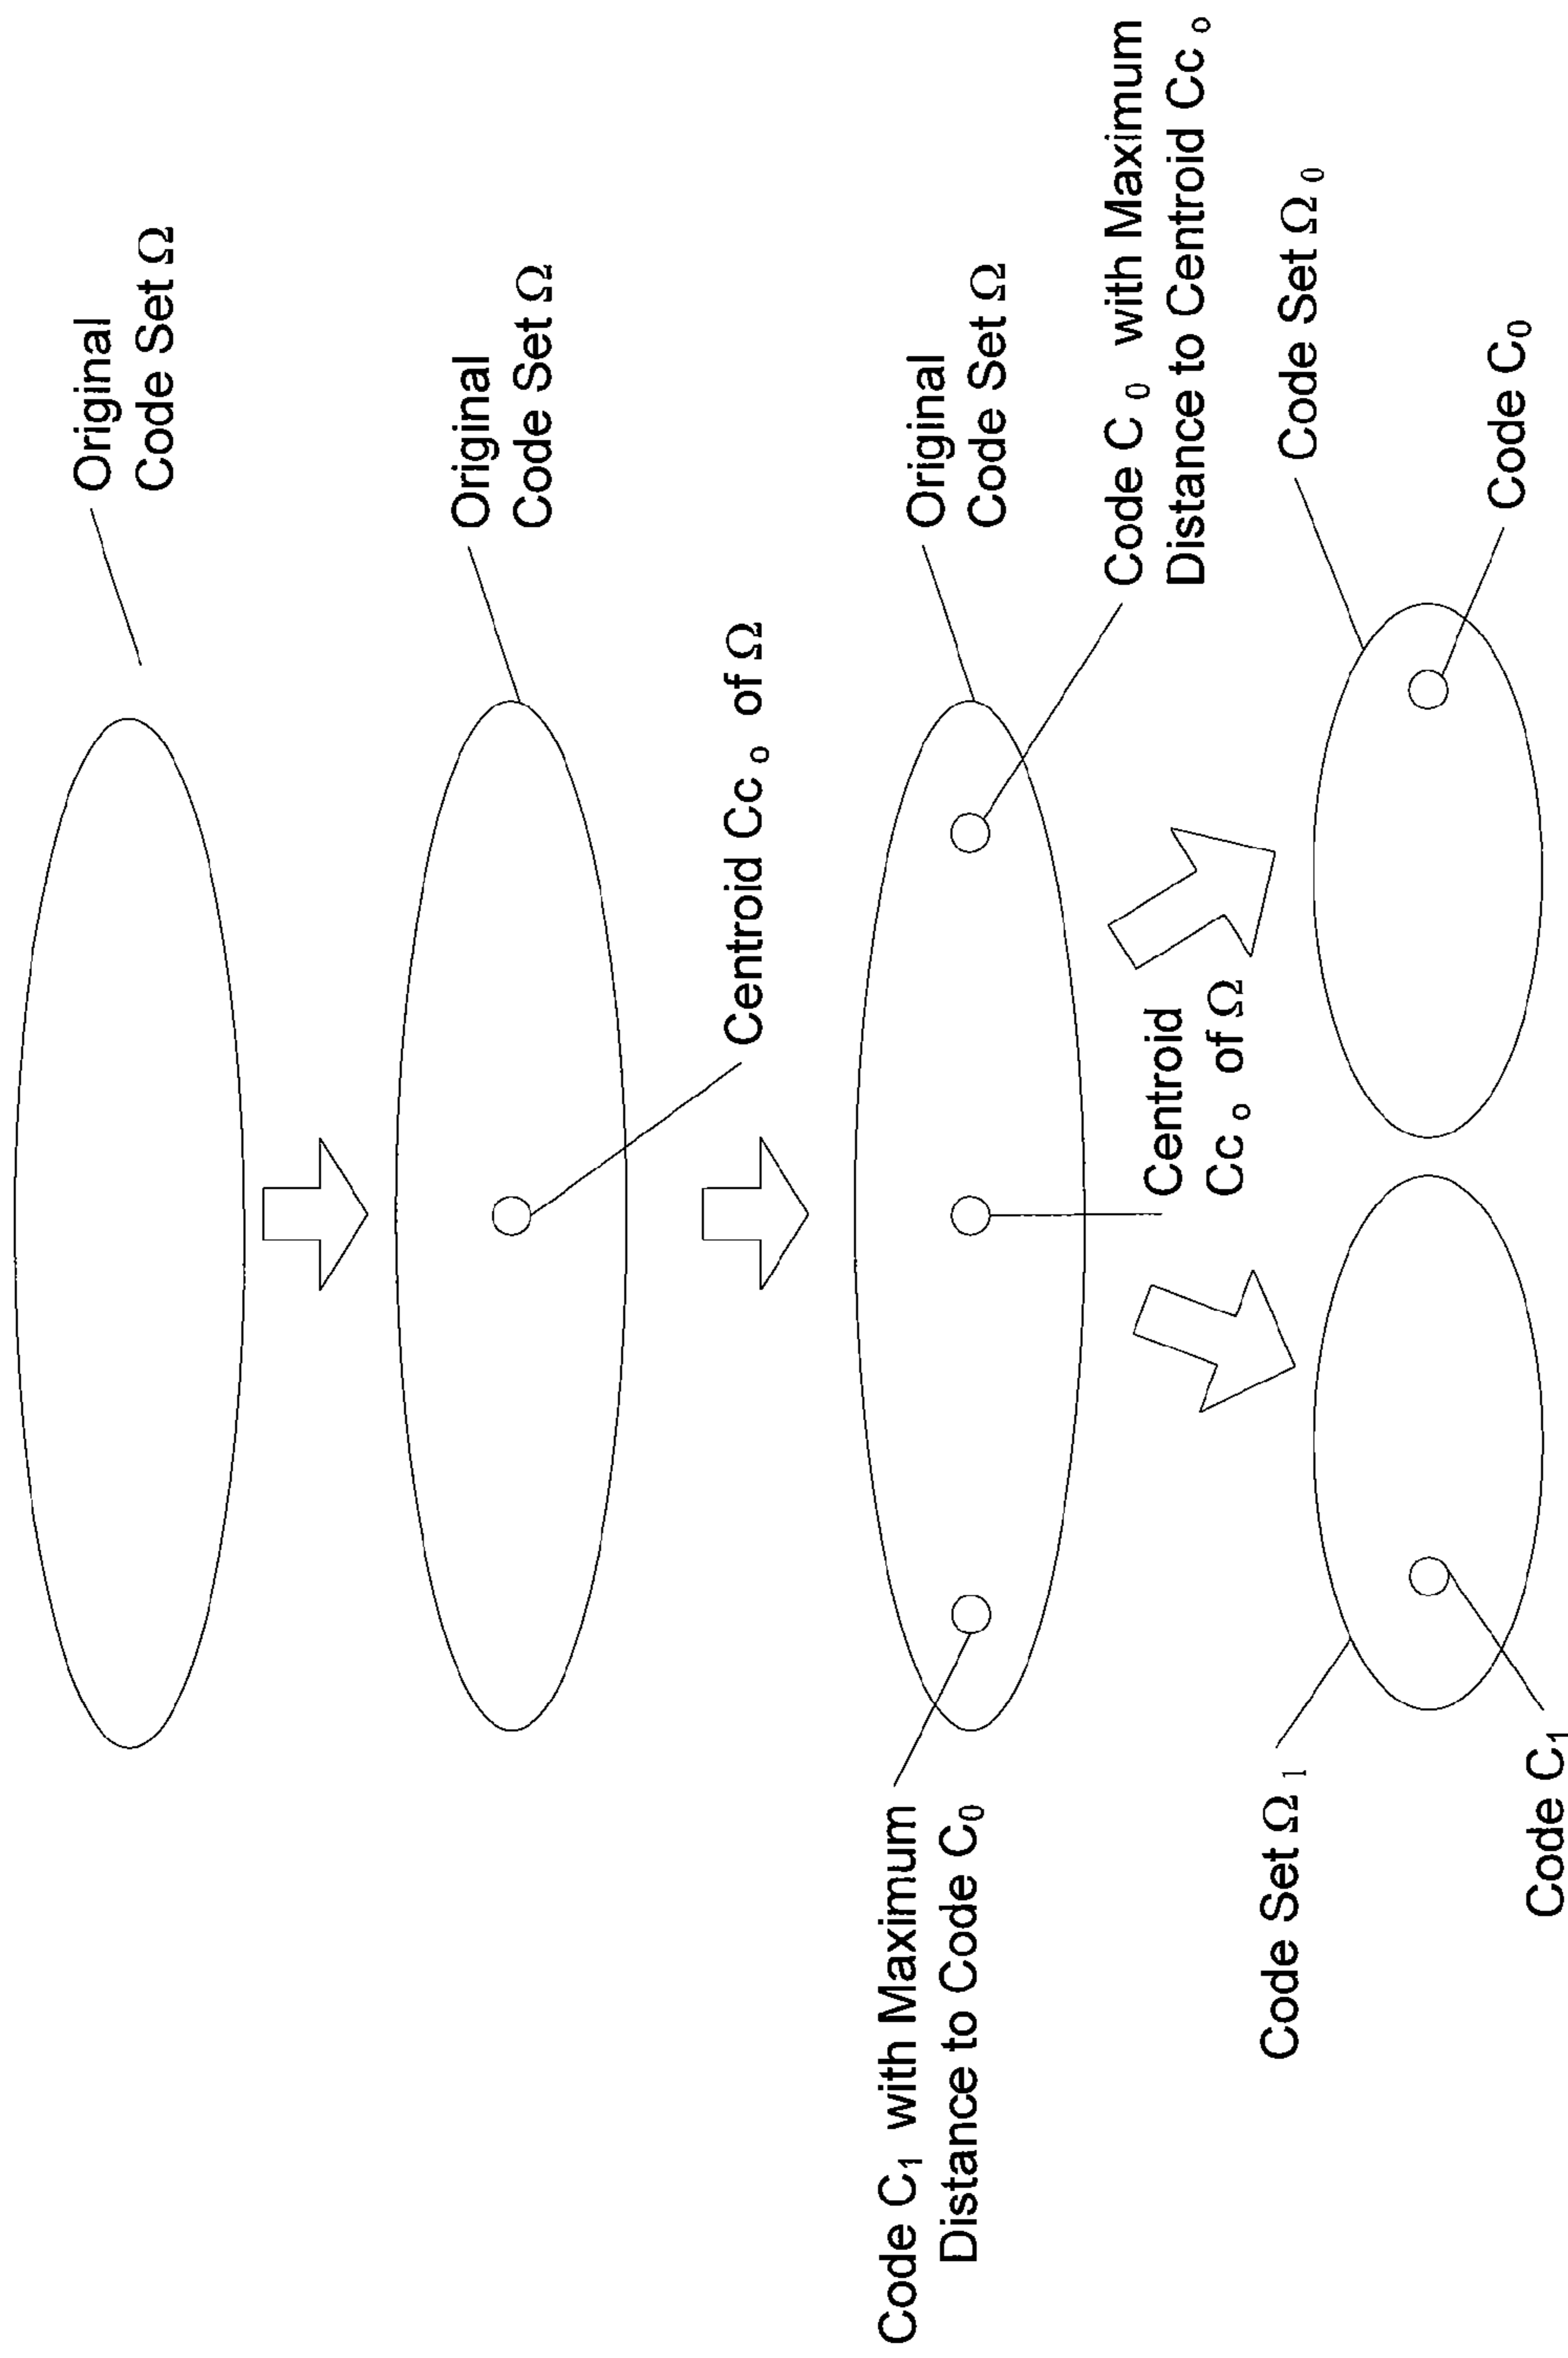 Original
Code Set Ω
Original
Code Set Ω
Centroid Cc₀ of Ω
Original
Code Set Ω
Code C₁ with Maximum
Distance to Code C₀
Code C₀ with Maximum
Distance to Centroid Cc₀
Centroid
Cc₀ of Ω
Code Set Ω₁
Code Set Ω₀
Code C₁
Code C₀